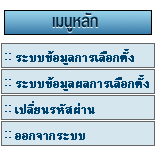 เมนูหลัก
:: ระบบข้อมูลการเลือกตั้ง
:: ระบบข้อมูลผลการเลือกตั้ง
:: เปลี่ยนรหัสผ่าน
:: ออกจากระบบ